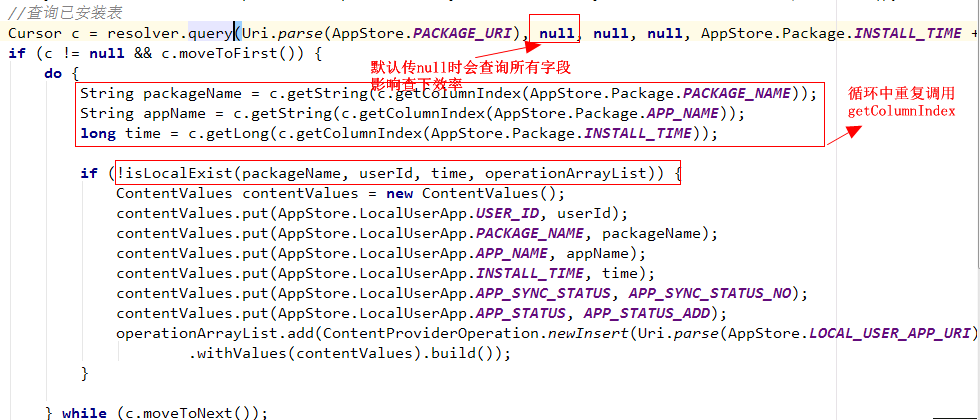 //查询已安装表
Cursor c = resolver.query(Uri.parse(AppStore.PACKAGE_URI), null, null, null, AppStore.Package.INSTALL_TIME +
if (c != null && c.moveToFirst()) {
do {
默认传null时会查询所有字段
影响查下效率
String packageName = c.getString(c.getColumnIndex(AppStore.Package.PACKAGE_NAME));
String appName = c.getString(c.getColumnIndex(AppStore.Package.APP_NAME));
long time = c.getLong(c.getColumnIndex(AppStore.Package.INSTALL_TIME));
循环中重复调用
getColumnIndex
if (!isLocalExist(packageName, userId, time, operationArrayList)) {
ContentValues contentValues = new ContentValues();
contentValues.put(AppStore.LocalUserApp.USER_ID, userId);
contentValues.put(AppStore.LocalUserApp.PACKAGE_NAME, packageName);
contentValues.put(AppStore.LocalUserApp.APP_NAME, appName);
contentValues.put(AppStore.LocalUserApp.INSTALL_TIME, time);
contentValues.put(AppStore.LocalUserApp.APP_SYNC_STATUS, APP_SYNC_STATUS_NO);
contentValues.put(AppStore.LocalUserApp.APP_STATUS, APP_STATUS_ADD);
operationArrayList.add(ContentProviderOperation.newInsert(Uri.parse(AppStore.LOCAL_USER_APP_URI)
.withValues(contentValues).build());
}
} while (c.moveToNext());